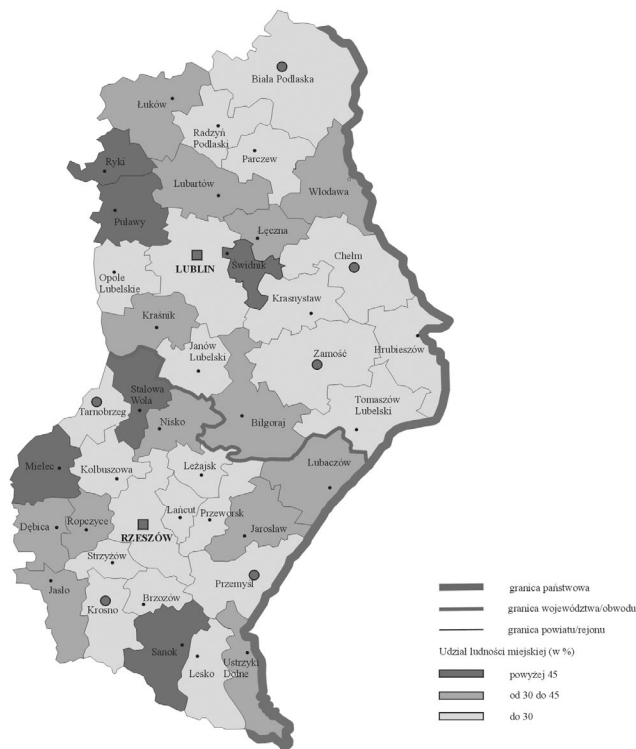 Biała Podlaska
Łuków
Radzyń
Podlaski
Parczew
Ryki
Włodawa
Lubartów
Puławy
Łęczna
Chełm
LUBLIN
Świdnik
Opole
Lubelskie
Krasnystaw
Kraśnik
Hrubieszów
Janów
Lubelski
Zamość
Stalowa
Wola
Tomaszów
Lubelski
Tarnobrzeg
Nisko
Biłgoraj
Mielec
Kolbuszowa
Leżajsk
Lubaczów
Łańcut
Przeworsk
Dębica
Ropczyce
RZESZÓW
Jarosław
Strzyżów
Przemyśl
Jasło
Krosno
Brzozów
Sanok
Lesko
Ustrzyki
Dolne
granica państwowa
granica województwa/obwodu
granica powiatu/rejonu
Udział ludności miejskiej (w %)
powyżej 45
od 30 do 45
do 30